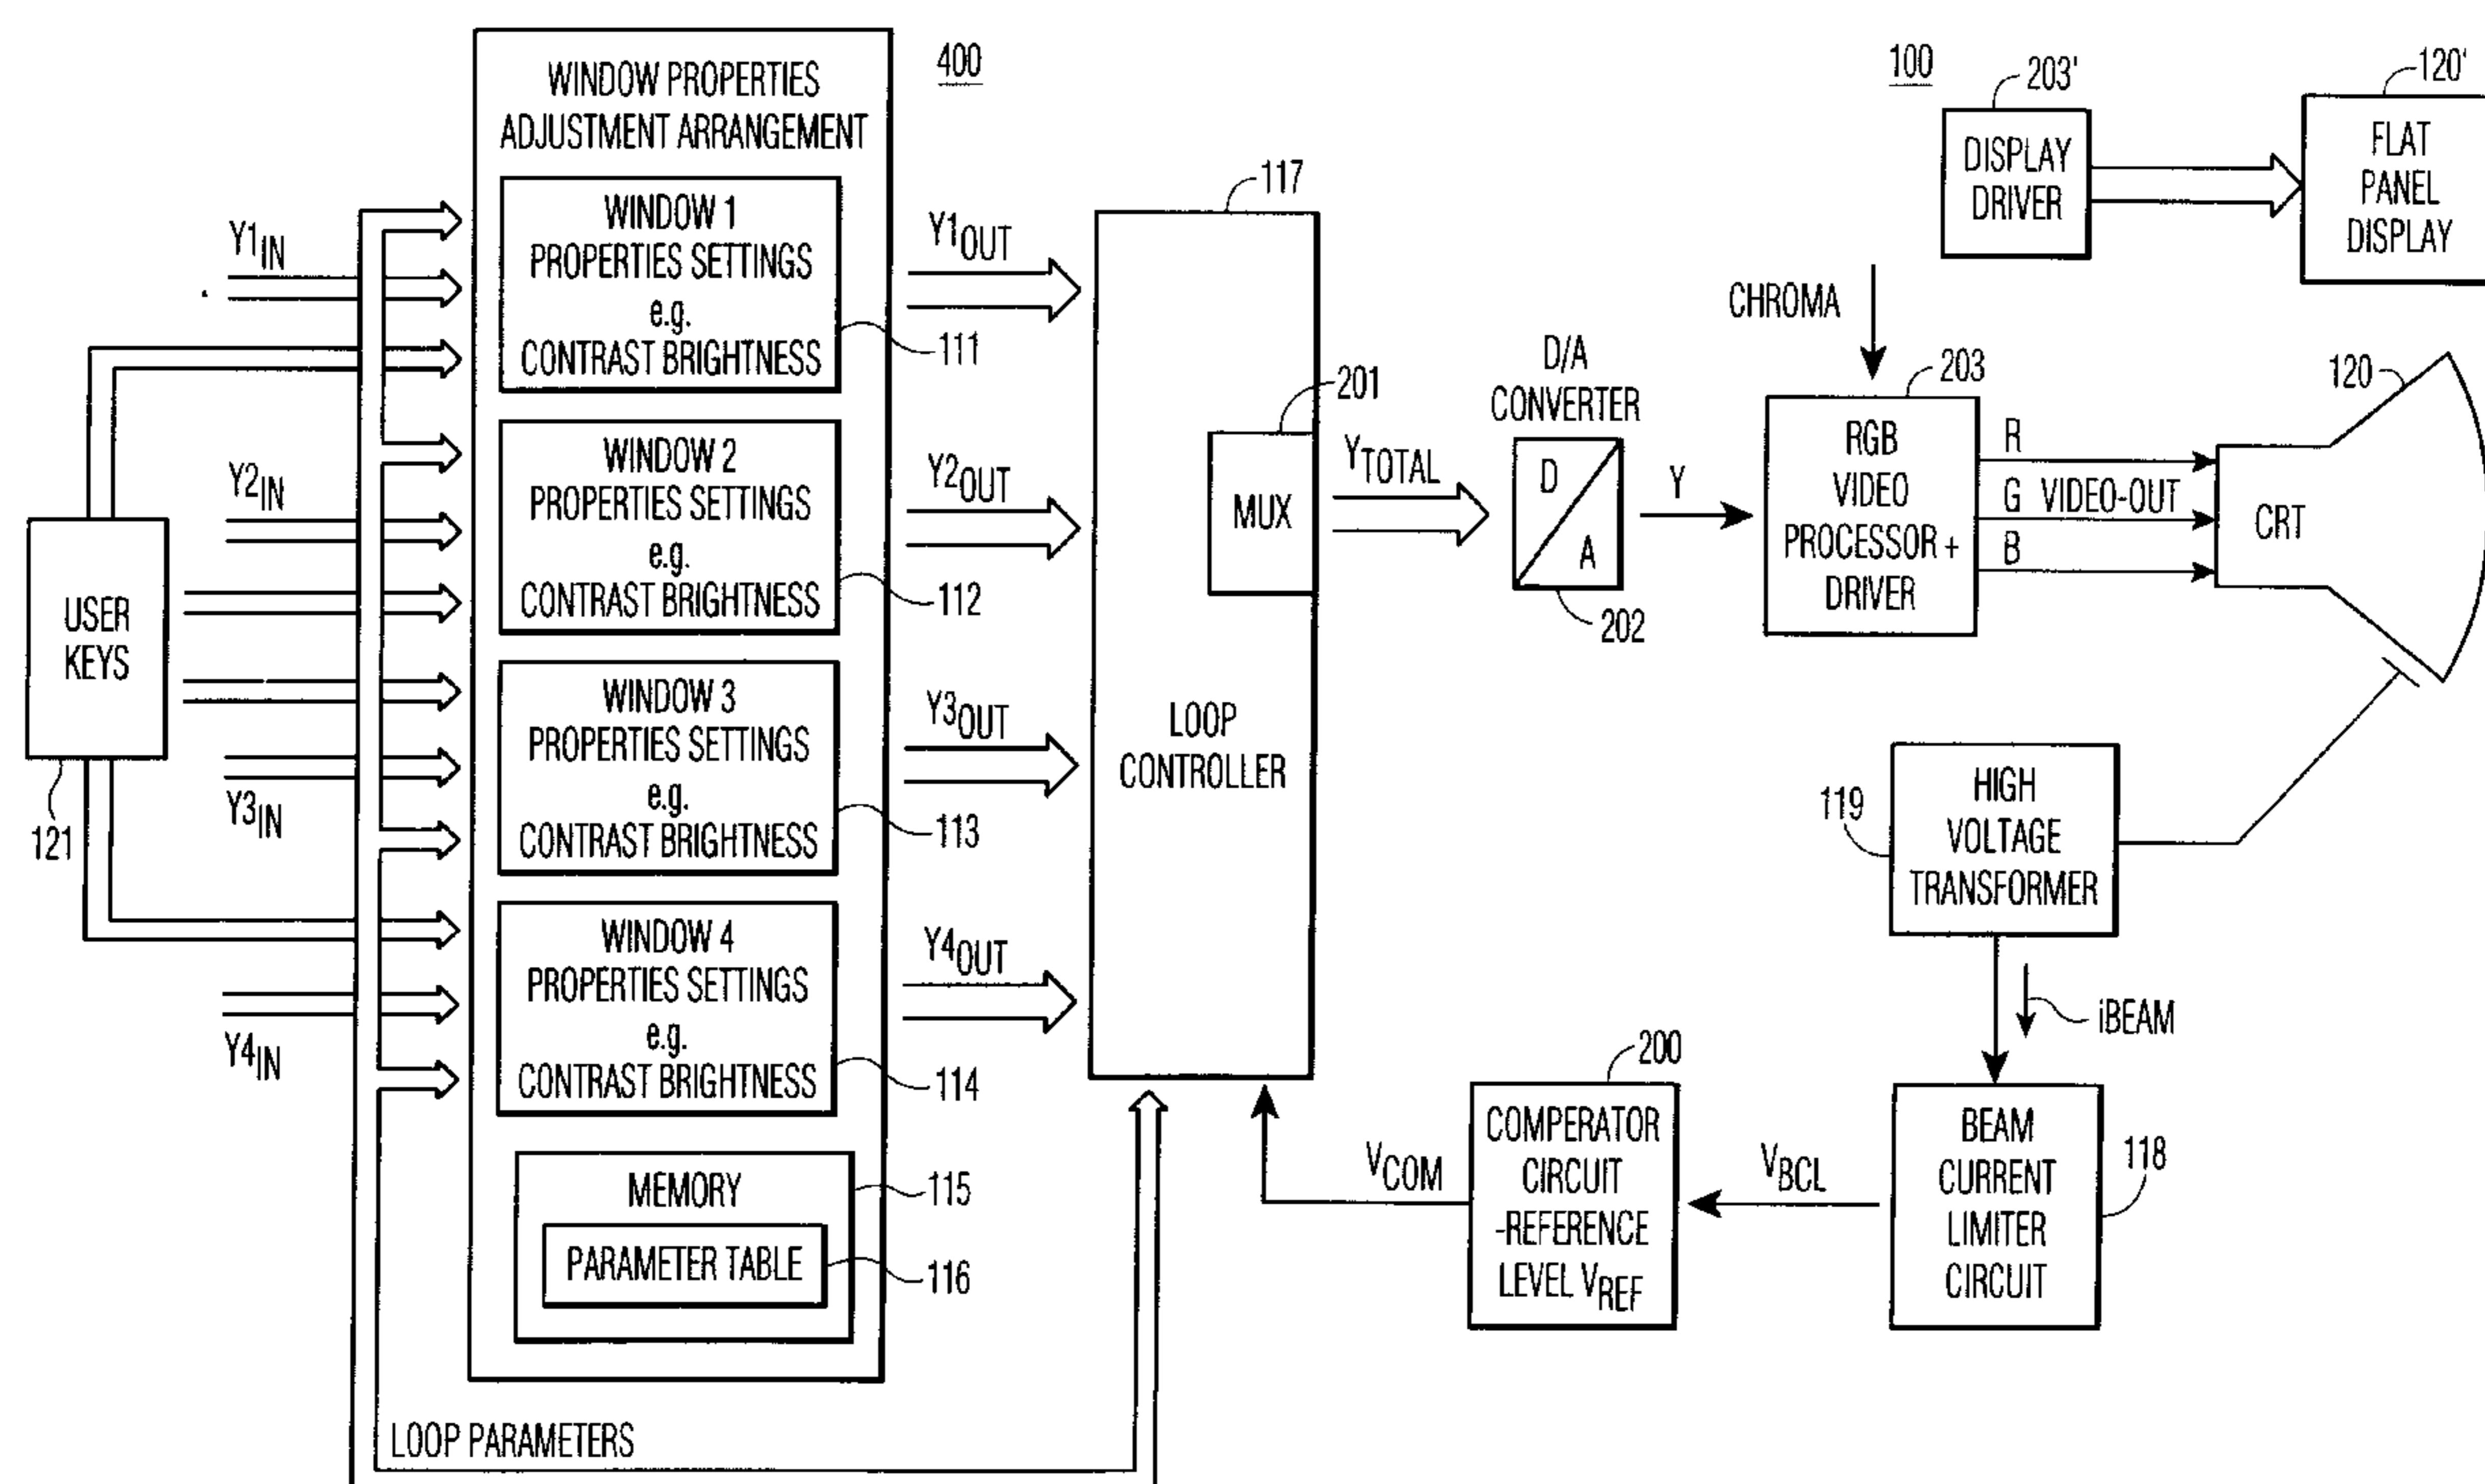 400
100
WINDOW PROPERTIES
ADJUSTMENT ARRANGEMENT
WINDOW 1
PROPERTIES SETTINGS
e.g.
CONTRAST BRIGHTNESS
111
WINDOW 2
PROPERTIES SETTINGS
e.g.
CONTRAST BRIGHTNESS
112
WINDOW 3
PROPERTIES SETTINGS
e.g.
CONTRAST BRIGHTNESS
113
WINDOW 4
PROPERTIES SETTINGS
e.g.
CONTRAST BRIGHTNESS
114
MEMORY
115
PARAMETER TABLE
116
Y1IN
Y2IN
Y3IN
Y4IN
USER
KEYS
121
LOOP PARAMETERS
Y1OUT
Y2OUT
Y3OUT
Y4OUT
117
LOOP
CONTROLLER
201
MUX
YTOTAL
D/A
CONVERTER
D
A
202
Y
CHROMA
203
RGB
VIDEO
PROCESSOR +
DRIVER
R
G VIDEO-OUT
B
120
CRT
203'
DISPLAY
DRIVER
120'
FLAT
PANEL
DISPLAY
119
HIGH
VOLTAGE
TRANSFORMER
iBEAM
118
BEAM
CURRENT
LIMITER
CIRCUIT
VBCL
200
COMPERATOR
CIRCUIT
-REFERENCE
LEVEL VREF
VCOM